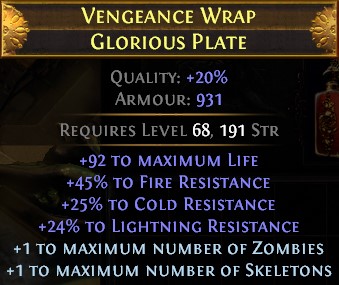 Vengeance Wrap
Glorious Plate
Quality: +20%
Armour: 931
Requires Level 68, 191 Str
+92 to maximum Life
+45% to Fire Resistance
+25% to Cold Resistance
+24% to Lightning Resistance
+1 to maximum number of Zombies
+1 to maximum number of Skeletons